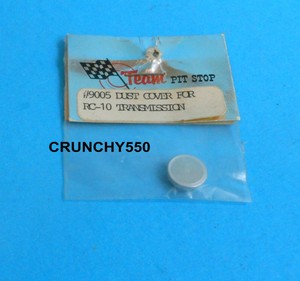 Team PIT STOP
#9005 DUST COVER FOR
RC-10 TRANSMISSION
CRUNCHY550